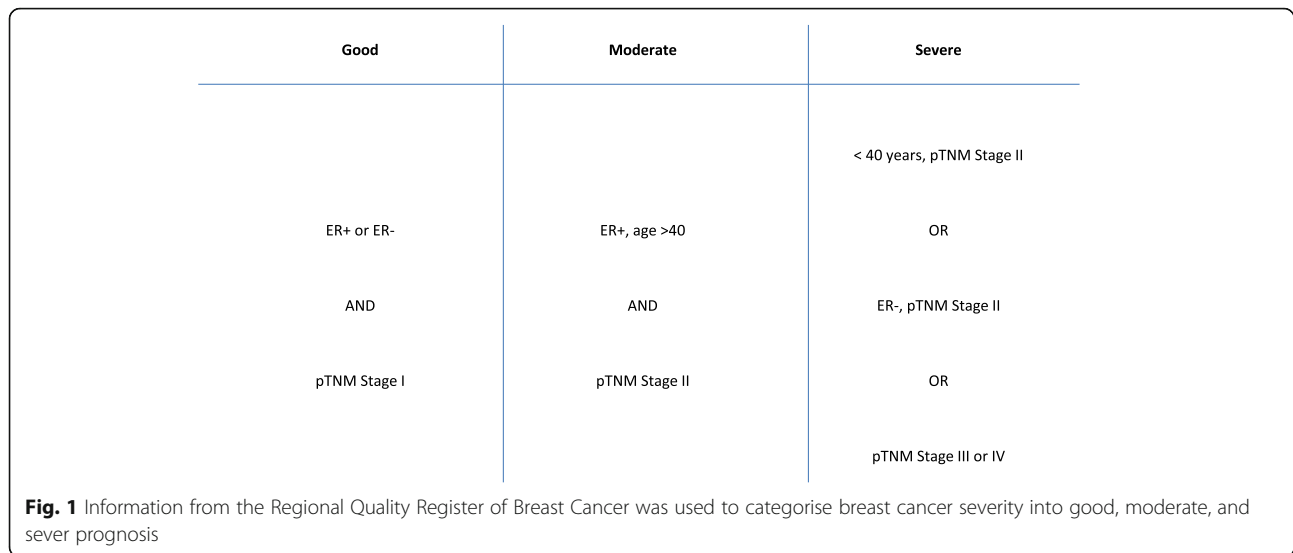 Good Moderate Severe
< 40 years, pTNM Stage II
ER+ or ER- ER+, age >40 OR
AND AND ER-, pTNM Stage II
pTNM Stage I pTNM Stage II OR
pTNM Stage III or IV
Fig. 1 Information from the Regional Quality Register of Breast Cancer was used to categorise breast cancer severity into good, moderate, and
sever prognosis